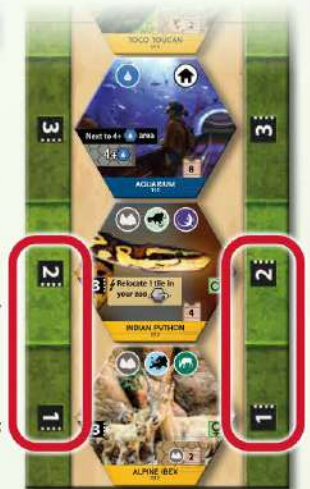 TOCO TOUCAN
3
3
Next to 4+ area
4+
8
AQUARIUM
2
2
B
Relocate 1 tile in
your zoo
C
4
INDIAN PYTHON
1
1
B
C
2
ALPINE IBEX